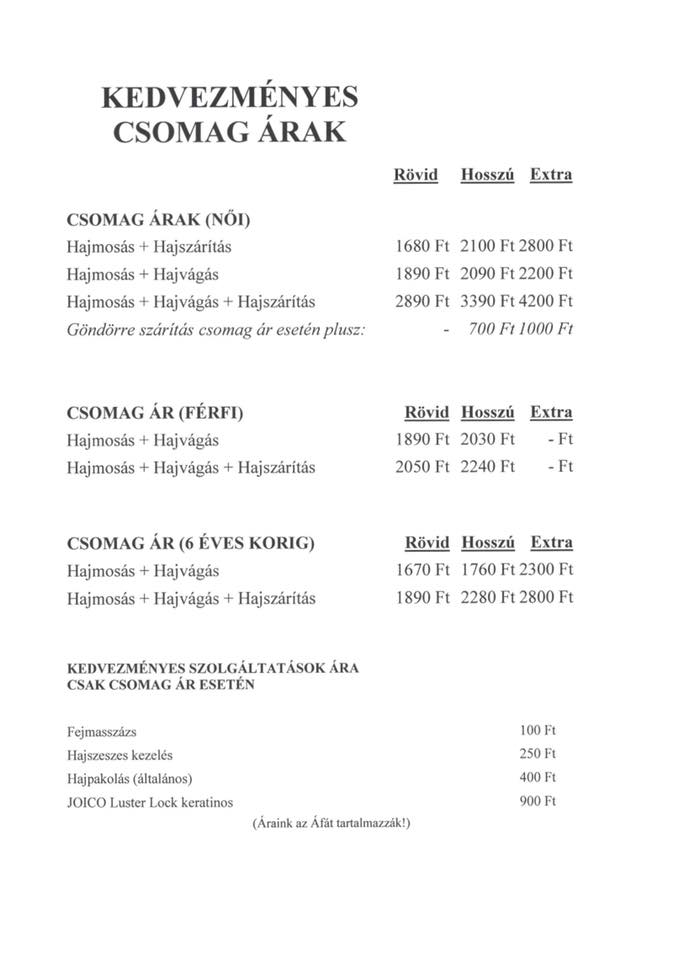 KEDVEZMÉNYES
CSOMAG ÁRAK
Rövid Hosszú Extra
CSOMAG ÁRAK (NŐI)
Hajmosás + Hajszárítás 1680 Ft 2100 Ft 2800 Ft
Hajmosás + Hajvágás 1890 Ft 2090 Ft 2200 Ft
Hajmosás + Hajvágás + Hajszárítás 2890 Ft 3390 Ft 4200 Ft
Göndörre szárítás csomag ár esetén plusz: - 700 Ft 1000 Ft
CSOMAG ÁR (FÉRFI) Rövid Hosszú Extra
Hajmosás + Hajvágás 1890 Ft 2030 Ft - Ft
Hajmosás + Hajvágás + Hajszárítás 2050 Ft 2240 Ft - Ft
CSOMAG ÁR (6 ÉVES KORIG) Rövid Hosszú Extra
Hajmosás + Hajvágás 1670 Ft 1760 Ft 2300 Ft
Hajmosás + Hajvágás + Hajszárítás 1890 Ft 2280 Ft 2800 Ft
KEDVEZMÉNYES SZOLGÁLTATÁSOK ÁRA
CSAK CSOMAG ÁR ESETÉN
Fejmasszázs 100 Ft
Hajszeszes kezelés 250 Ft
Hajpakolás (általános) 400 Ft
JOICO Luster Lock keratinos 900 Ft
(Áraink az Áfát tartalmazzák!)